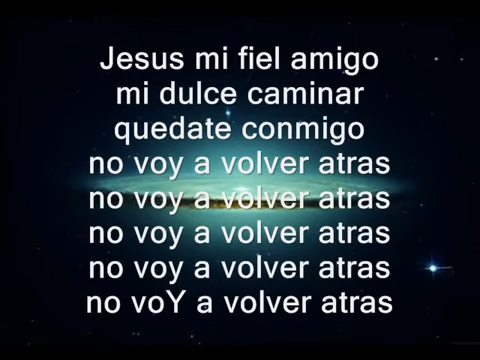 Jesus mi fiel amigo
mi dulce caminar
quedate conmigo
no voy a volver atras
no voy a volver atras
no voy a volver atras
no voy a volver atras
no voY a volver atras